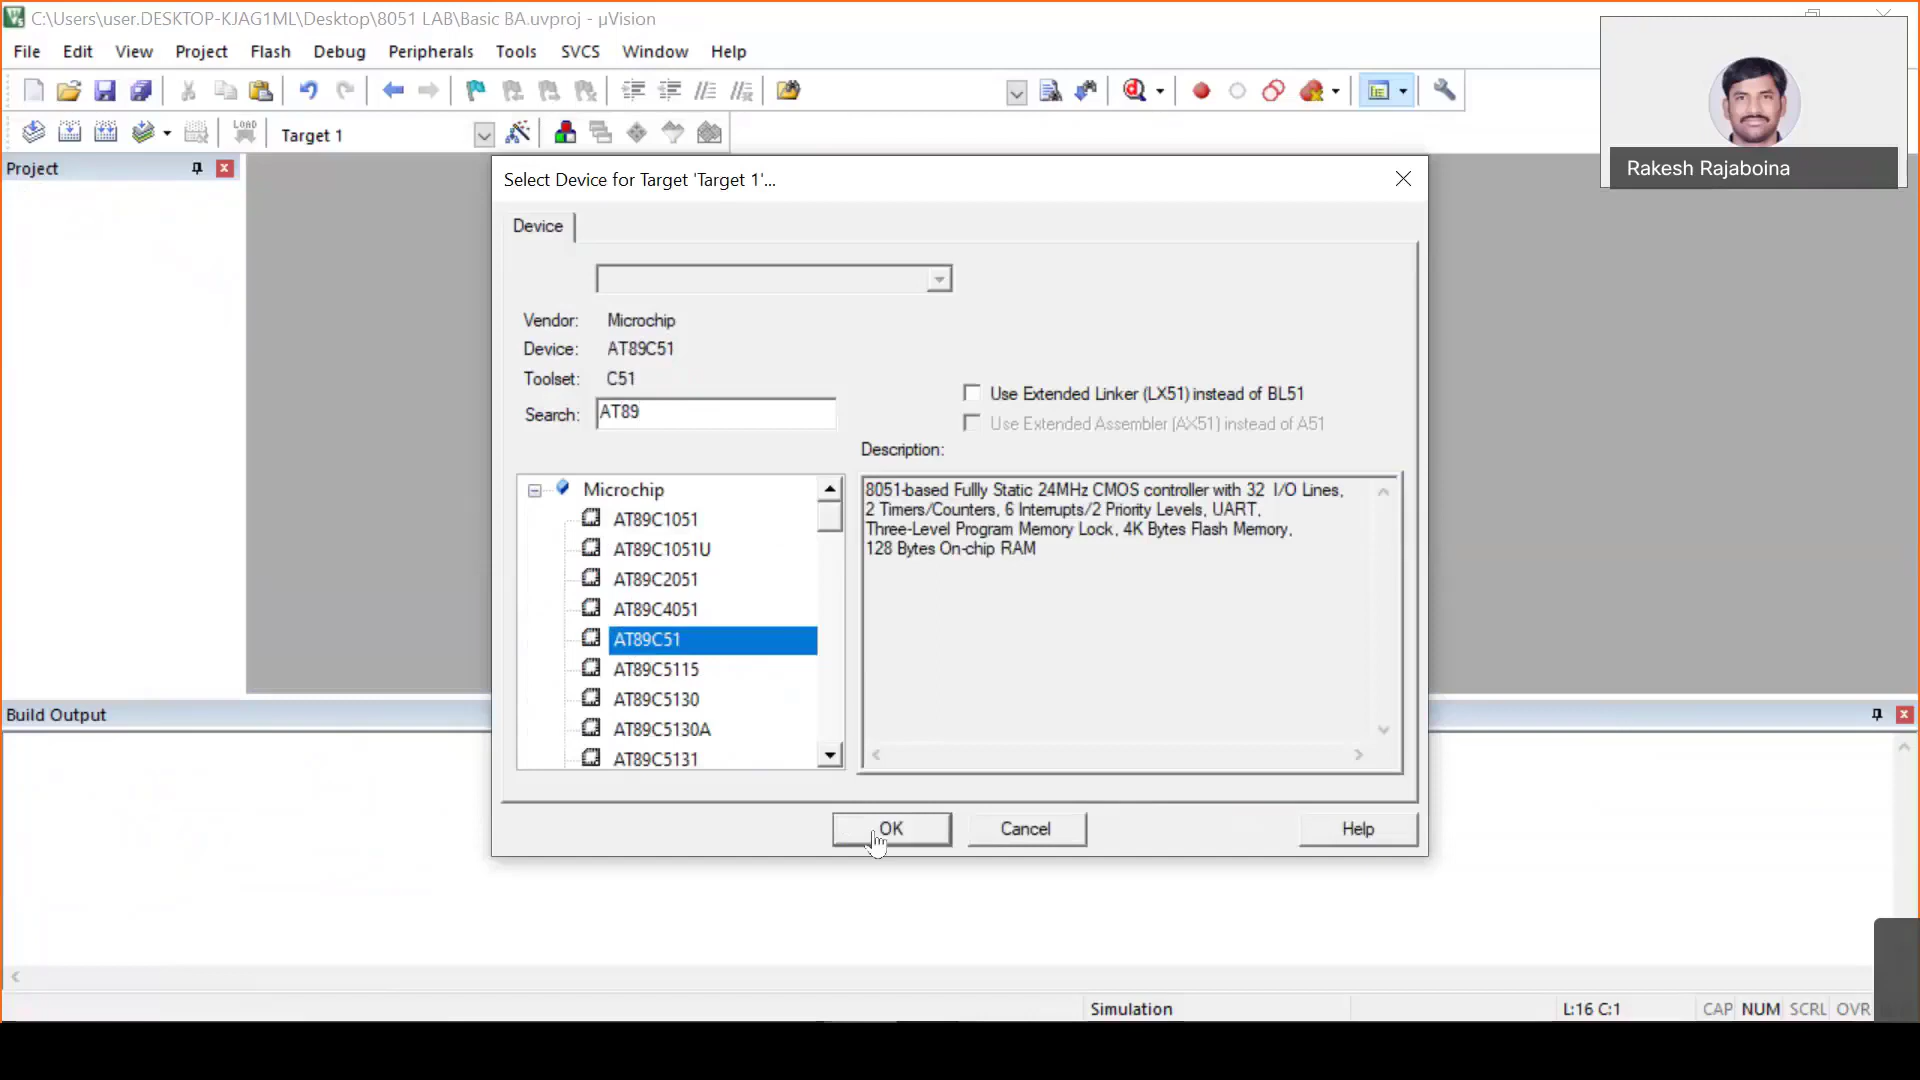 C:\Users\user.DESKTOP-KJAG1ML\Desktop\8051 LAB\Basic BA.uvproj - µVision
File Edit View Project Flash Debug Peripherals Tools SVCS Window Help
LOAD
Target 1
Rakesh Rajaboina
Project
Select Device for Target 'Target 1'...
Device
Vendor: Microchip
Device: AT89C51
Toolset: C51
Search: AT89
Use Extended Linker (LX51) instead of BL51
Use Extended Assembler (AX51) instead of A51
Description:
Microchip
AT89C1051
AT89C1051U
AT89C2051
AT89C4051
AT89C51
AT89C5115
AT89C5130
AT89C5130A
AT89C5131
8051-based Fullly Static 24MHz CMOS controller with 32 I/O Lines,
2 Timers/Counters, 6 Interrupts/2 Priority Levels, UART,
Three-Level Program Memory Lock, 4K Bytes Flash Memory,
128 Bytes On-chip RAM
OK Cancel Help
Build Output
Simulation L:16 C:1 CAP NUM SCRL OVR